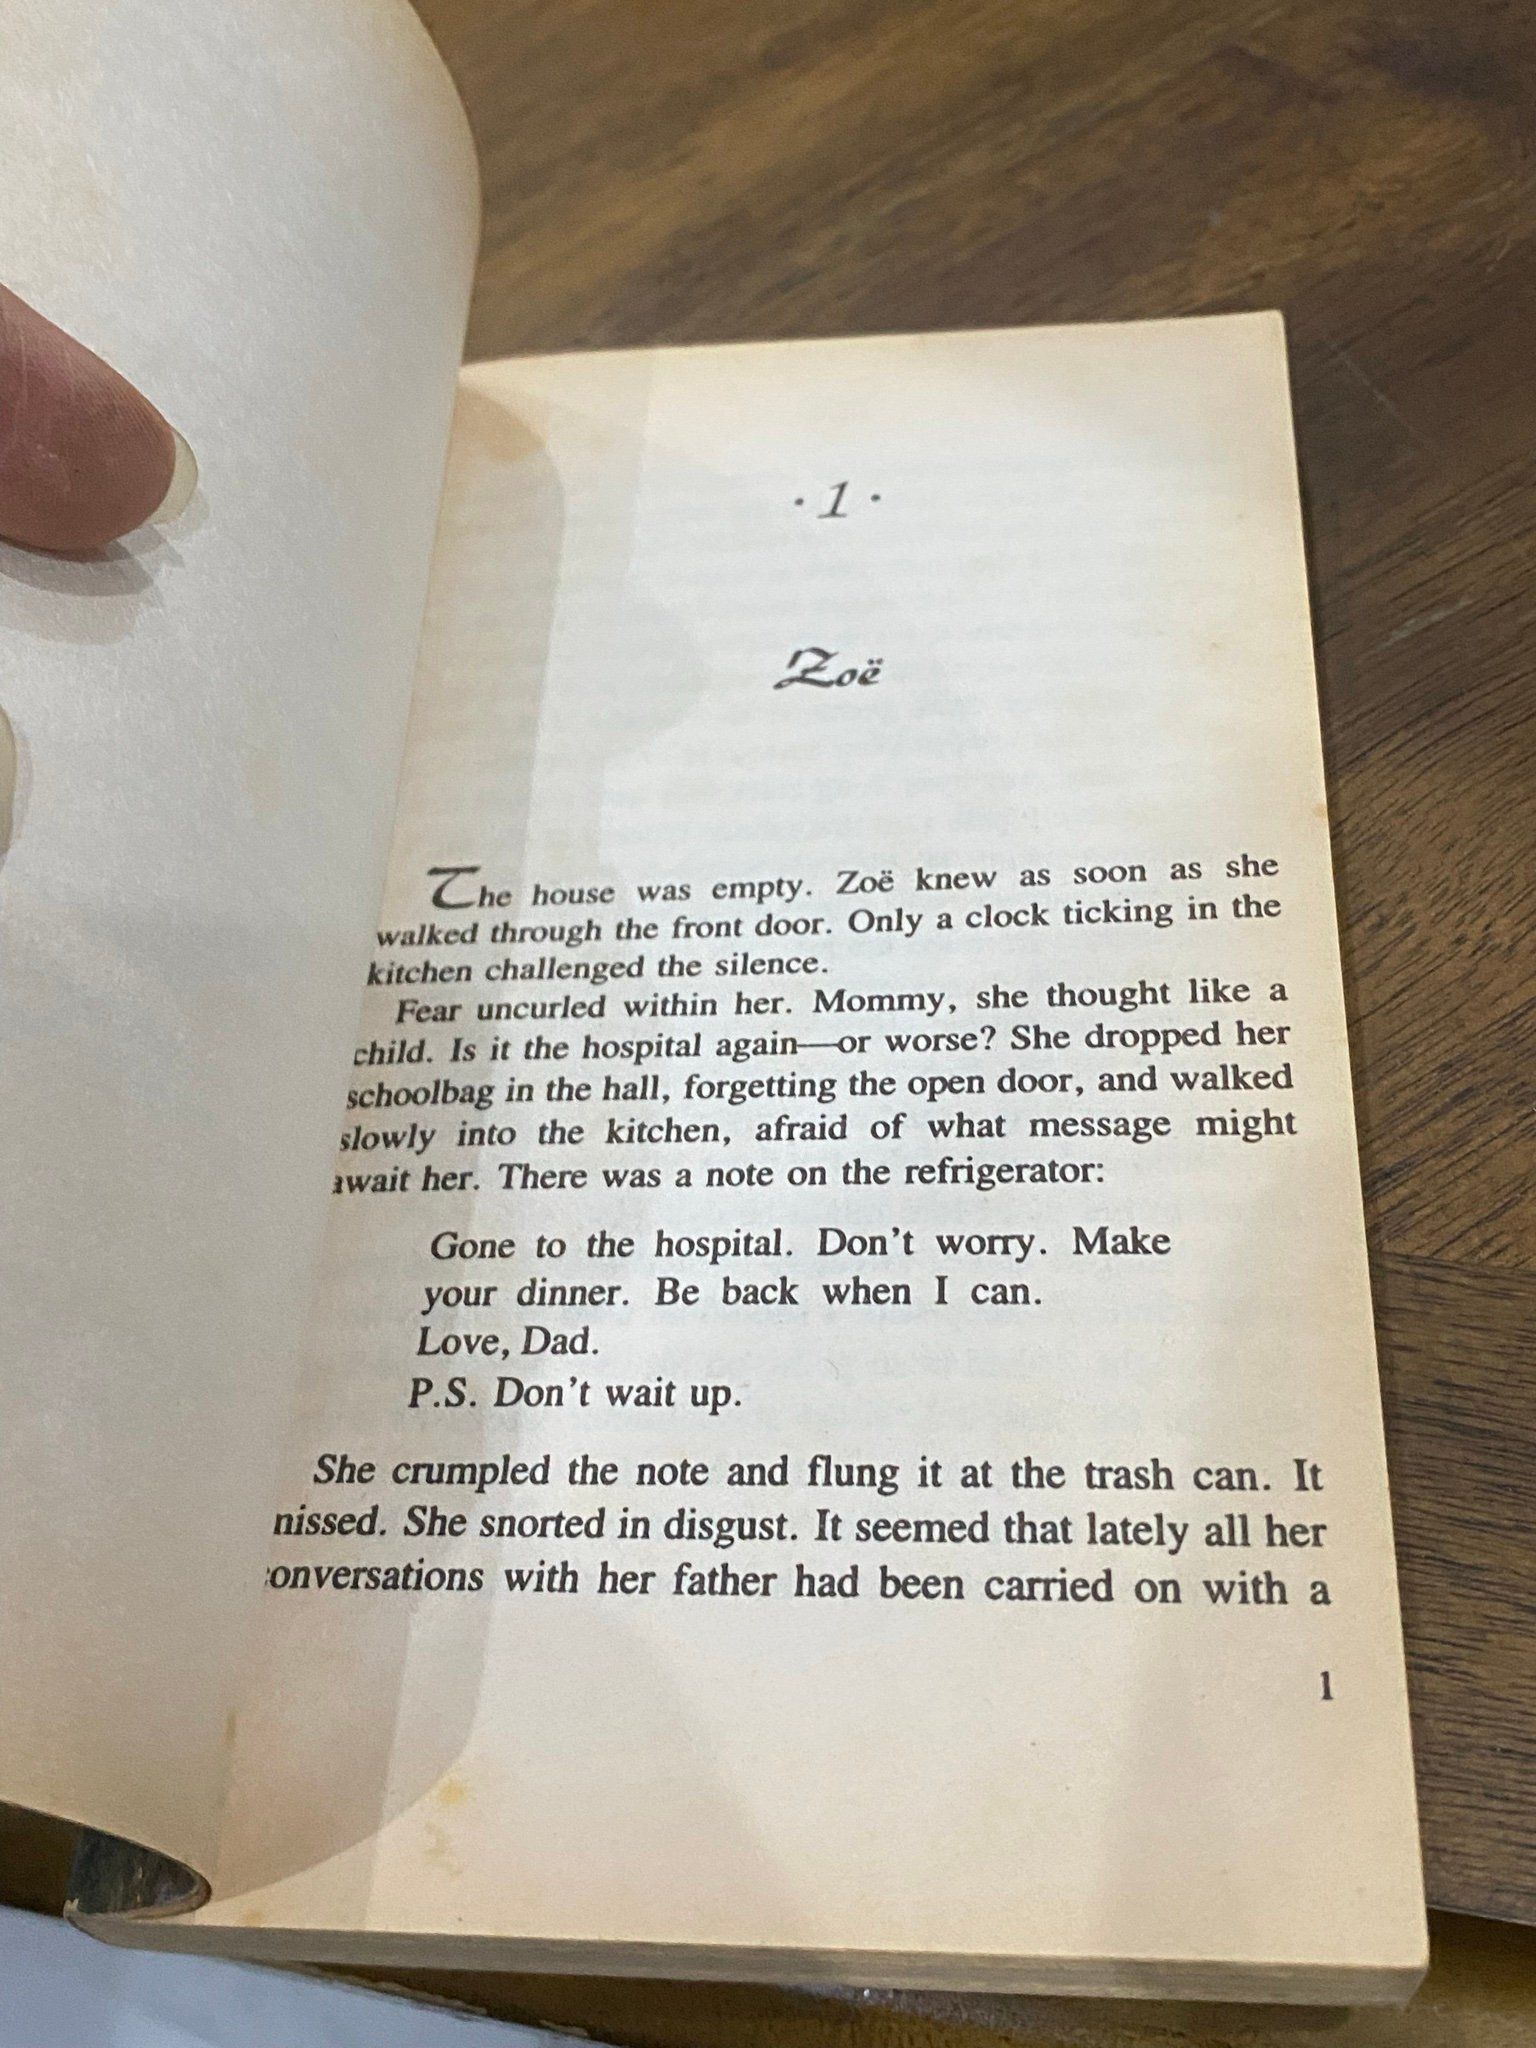 · 1 ·
Zoë
The house was empty. Zoë knew as soon as she
walked through the front door. Only a clock ticking in the
kitchen challenged the silence.
Fear uncurled within her. Mommy, she thought like a
child. Is it the hospital again—or worse? She dropped her
schoolbag in the hall, forgetting the open door, and walked
slowly into the kitchen, afraid of what message might
await her. There was a note on the refrigerator:
Gone to the hospital. Don't worry. Make
your dinner. Be back when I can.
Love, Dad.
P.S. Don't wait up.
She crumpled the note and flung it at the trash can. It
missed. She snorted in disgust. It seemed that lately all her
conversations with her father had been carried on with a
1